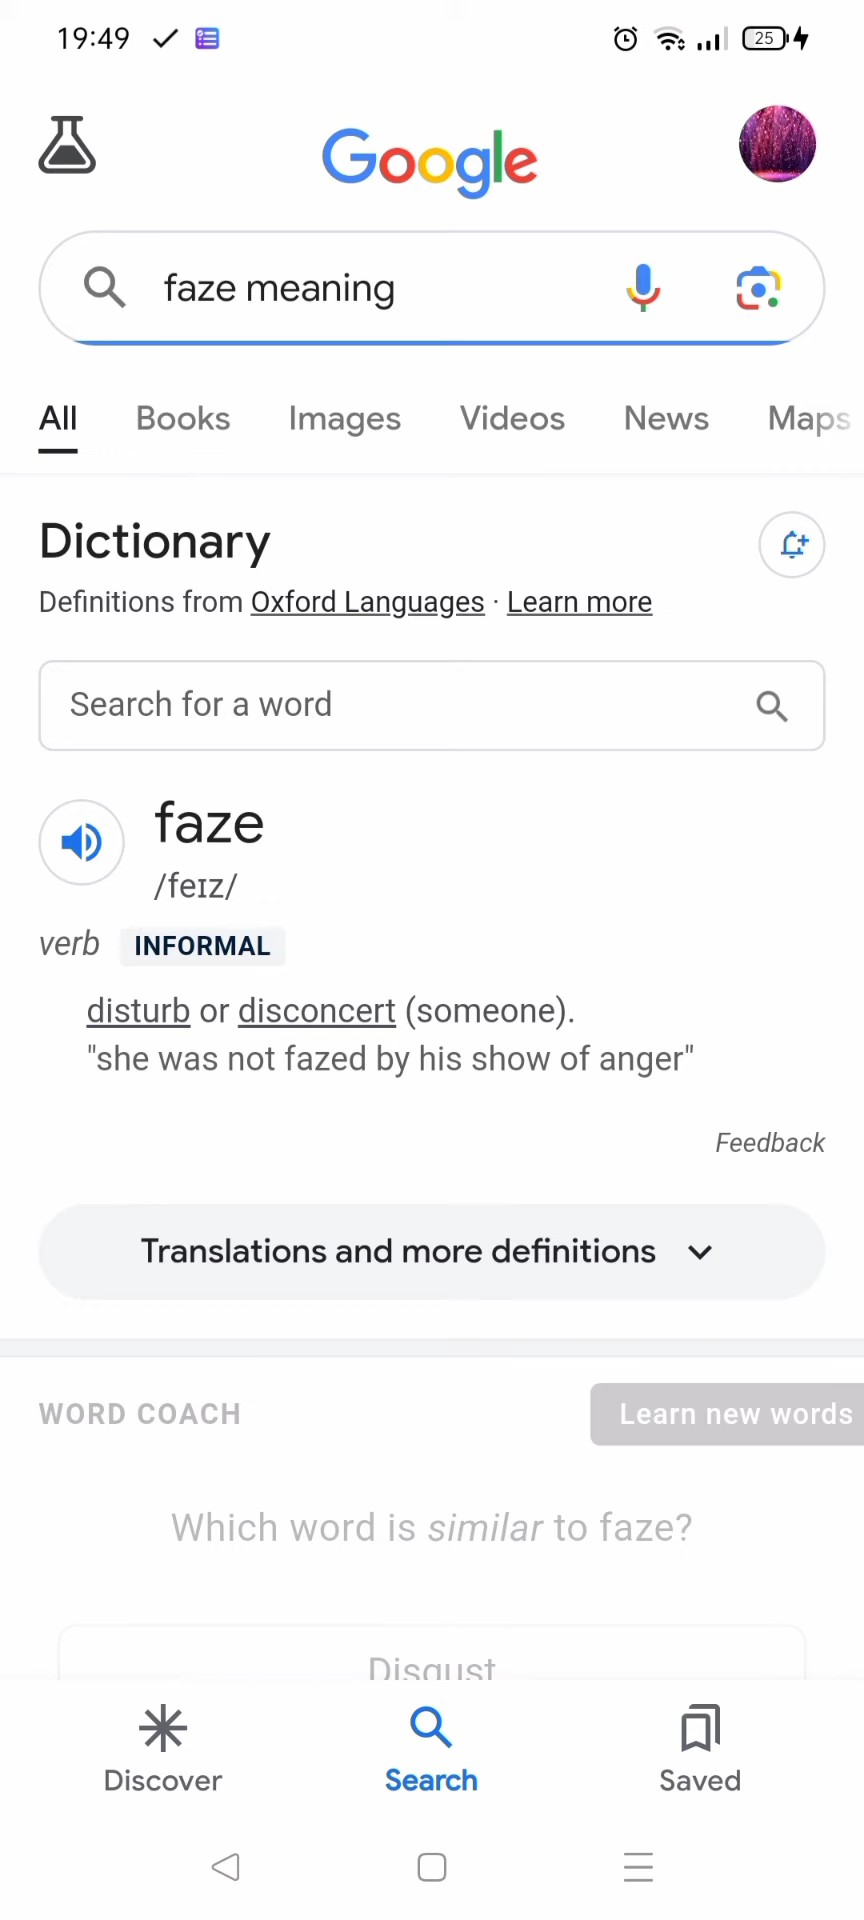 19:49
25
Google
faze meaning
All Books Images Videos News Maps
Dictionary
Definitions from Oxford Languages · Learn more
Search for a word
faze
/feɪz/
verb INFORMAL
disturb or disconcert (someone).
"she was not fazed by his show of anger"
Feedback
Translations and more definitions
WORD COACH Learn new words
Which word is similar to faze?
Disgust
Discover Search Saved